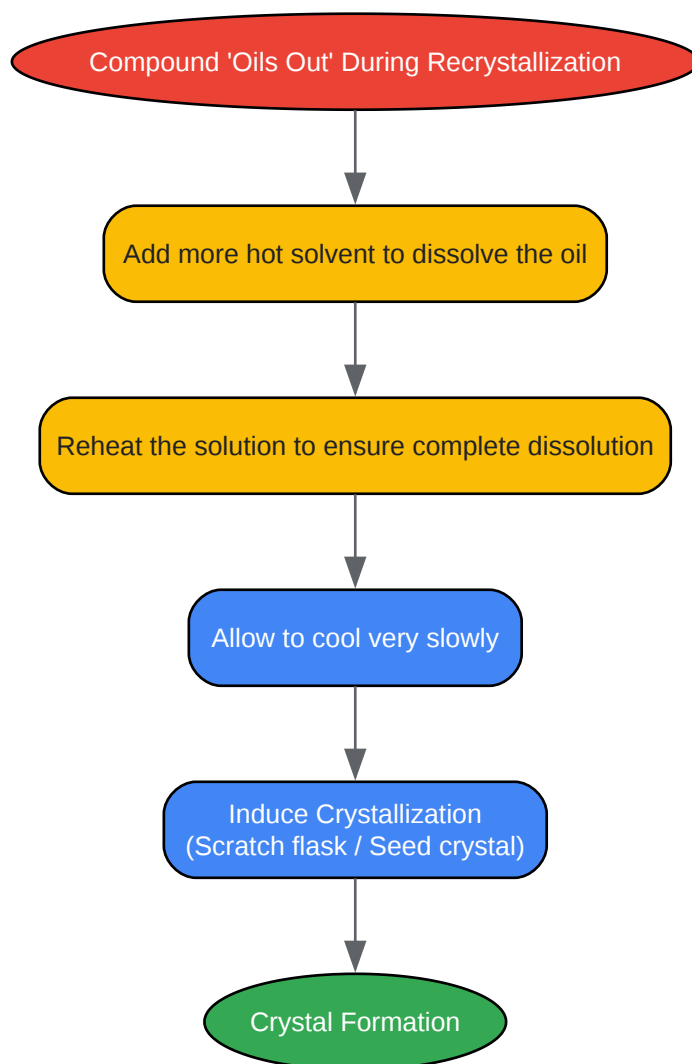 Compound 'Oils Out' During Recrystallization
Add more hot solvent to dissolve the oil
Reheat the solution to ensure complete dissolution
Allow to cool very slowly
Induce Crystallization
(Scratch flask / Seed crystal)
Crystal Formation